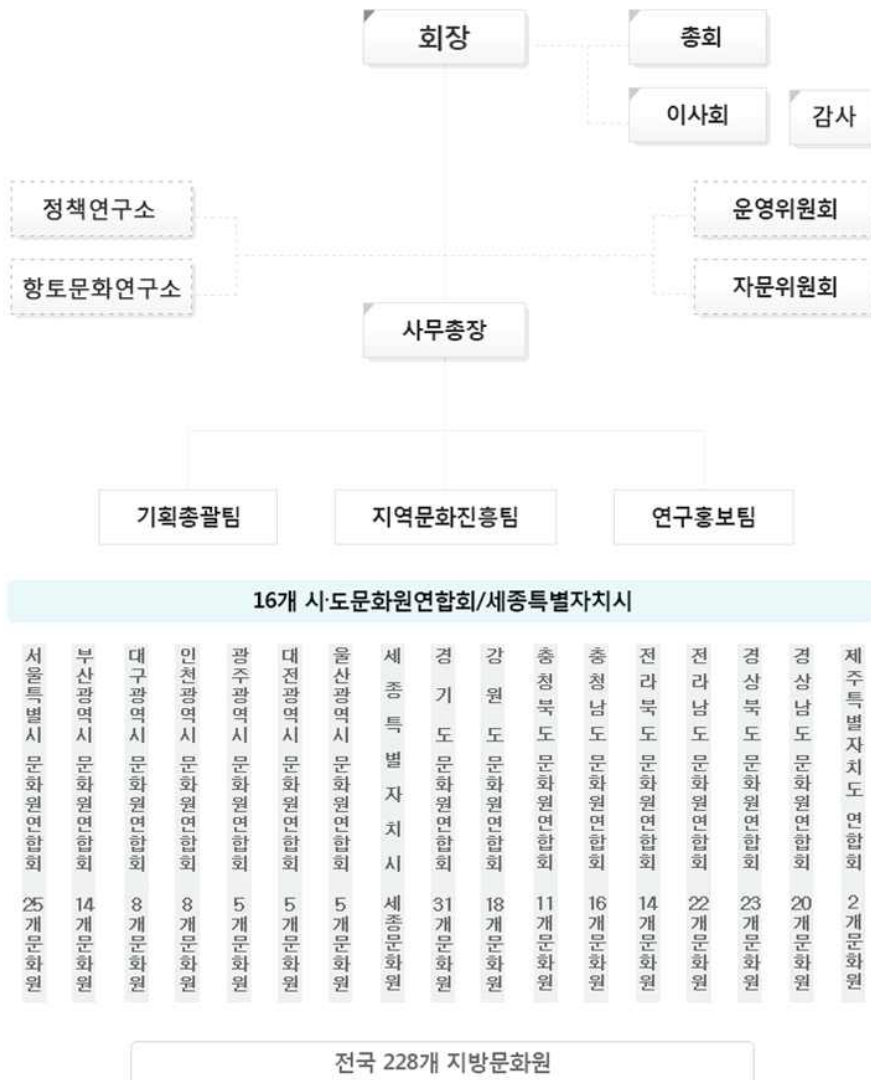 회장
총회
이사회
감사
정책연구소
운영위원회
향토문화연구소
자문위원회
사무총장
기획총괄팀
지역문화진흥팀
연구홍보팀
16개 시·도문화원연합회/세종특별자치시
서울특별시 문화원연합회 25개문화원
부산광역시 문화원연합회 14개문화원
대구광역시 문화원연합회 8개문화원
인천광역시 문화원연합회 8개문화원
광주광역시 문화원연합회 5개문화원
대전광역시 문화원연합회 5개문화원
울산광역시 문화원연합회 5개문화원
세종특별자치시 세종문화원
경기도 문화원연합회 31개문화원
강원도 문화원연합회 18개문화원
충청북도 문화원연합회 11개문화원
충청남도 문화원연합회 16개문화원
전라북도 문화원연합회 14개문화원
전라남도 문화원연합회 22개문화원
경상북도 문화원연합회 23개문화원
경상남도 문화원연합회 20개문화원
제주특별자치도 연합회 2개문화원
전국 228개 지방문화원